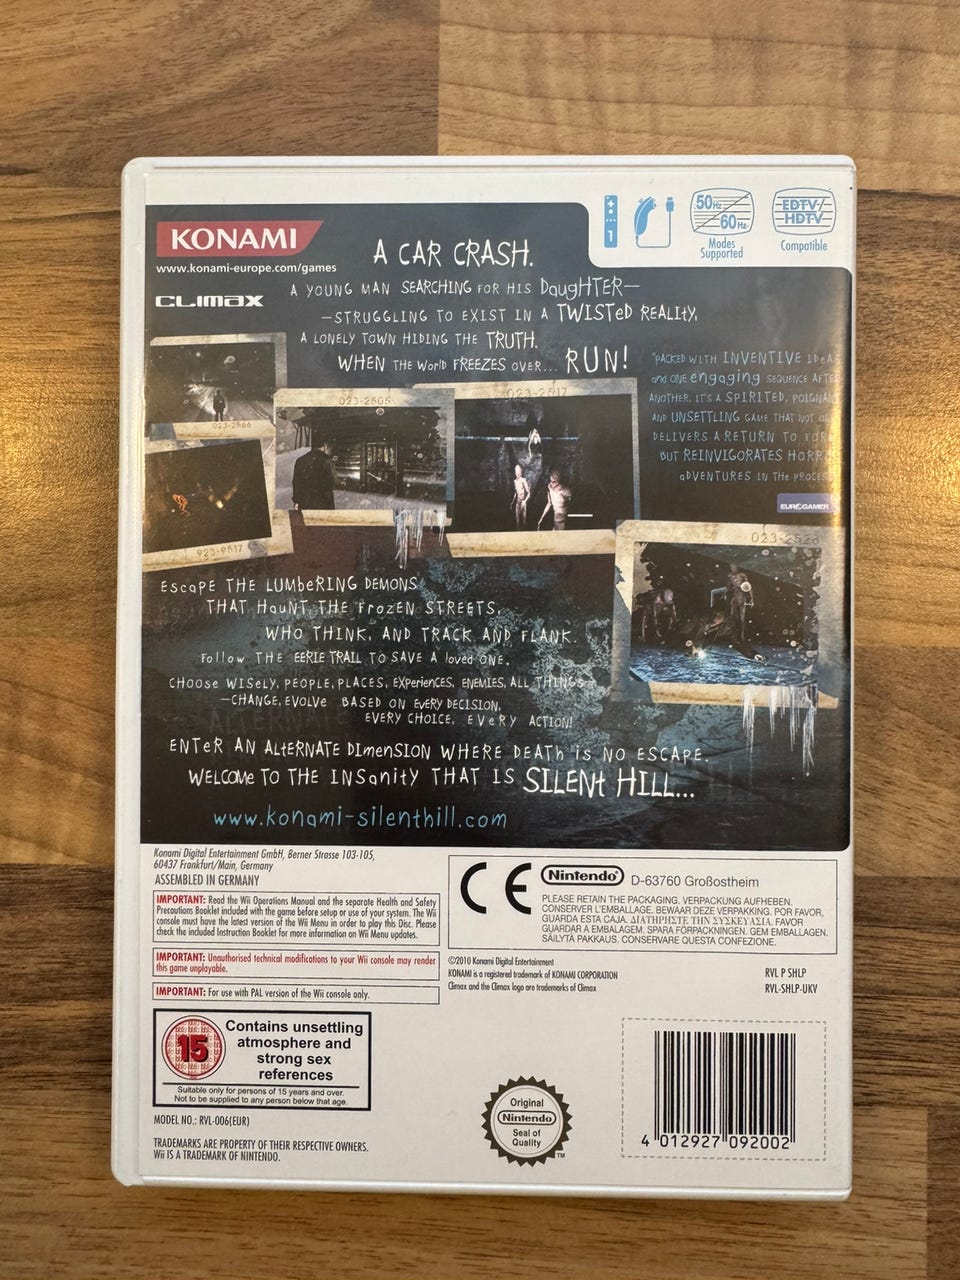 KONAMI
www.konami-europe.com/games
CLIMAX
1
50Hz
60Hz
Modes
Supported
EDTV/
HDTV
Compatible
A CAR CRASH.
A YOUNG MAN SEARCHING FOR HIS DaugHTER—
—STRUGGLING TO EXIST IN A TWISTeD REALITY,
A LONELY TOWN HIDING THE TRUTH.
WHEN THE WorlD FREEZES OVER... RUN!
"PACKED WITH INVENTIVE IDeA
and ONE engaging SEQUENCE AFTE
ANOTHER, IT'S A SPIRITED, POIGNAN
AND UNSETTLING GAME THAT NOT
DELIVERS A RETURN TO
BUT REINVIGORATES HORR
aDVENTURES IN THE PROCES
EUROGAMER
023-2566
023-2505
023-2517
923-9517
023-2528
EscaPE THE LUMbeRING DEMONS
THAT HauNT THE FrozEN STREETS,
WHO THINK, AND TRACK AND FLANK.
Follow THE EERIE TRAIL TO SAVE A loveD ONE,
CHOOSE WISELY, PEOPLE, PLACES, EXPerieNCES, ENEMIES, ALL THINGS
—CHANGE, EVOLVE BASED ON EVERY DECISION,
EVERY CHOICE, EVeRY ACTION!
ENTeR AN ALtERNATE DImenSION WHERE DEATh iS NO ESCAPE.
WELCOMe TO THE INSanitY THAT IS SILENt HILL...
www.konami-silenthill.com
Konami Digital Entertainment GmbH, Berner Strasse 103-105,
60437 Frankfurt/Main, Germany
ASSEMBLED IN GERMANY
IMPORTANT: Read the Wii Operations Manual and the separate Health and Safety
Precautions Booklet included with the game before setup or use of your system. The Wii
console must have the latest version of the Wii Menu in order to play this Disc. Please
check the included Instruction Booklet for more information on Wii Menu updates.
IMPORTANT: Unauthorised technical modifications to your Wii console may render
this game unplayable.
IMPORTANT: For use with PAL version of the Wii console only.
CE
Nintendo® D-63760 Großostheim
PLEASE RETAIN THE PACKAGING. VERPACKUNG AUFHEBEN.
CONSERVER L'EMBALLAGE. BEWAAR DEZE VERPAKKING. POR FAVOR,
GUARDA ESTA CAJA. ΔΙΑΤΗΡΗΣΤΕ ΤΗΝ ΣΥΣΚΕΥΑΣΙΑ. FAVOR
GUARDAR A EMBALAGEM. SPARA FÖRPACKNINGEN. GEM EMBALLAGEN.
SÄILYTÄ PAKKAUS. CONSERVARE QUESTA CONFEZIONE.
©2010 Konami Digital Entertainment
KONAMI is a registered trademark of KONAMI CORPORATION
Climax and the Climax logo are trademarks of Climax
RVL P SHLP
RVL-SHLP-UKV
15
Contains unsettling
atmosphere and
strong sex
references
Suitable only for persons of 15 years and over.
Not to be supplied to any person below that age.
MODEL NO.: RVL-006(EUR)
TRADEMARKS ARE PROPERTY OF THEIR RESPECTIVE OWNERS.
Wii IS A TRADEMARK OF NINTENDO.
Original
Nintendo
Seal of
Quality
TM
4 012927 092002